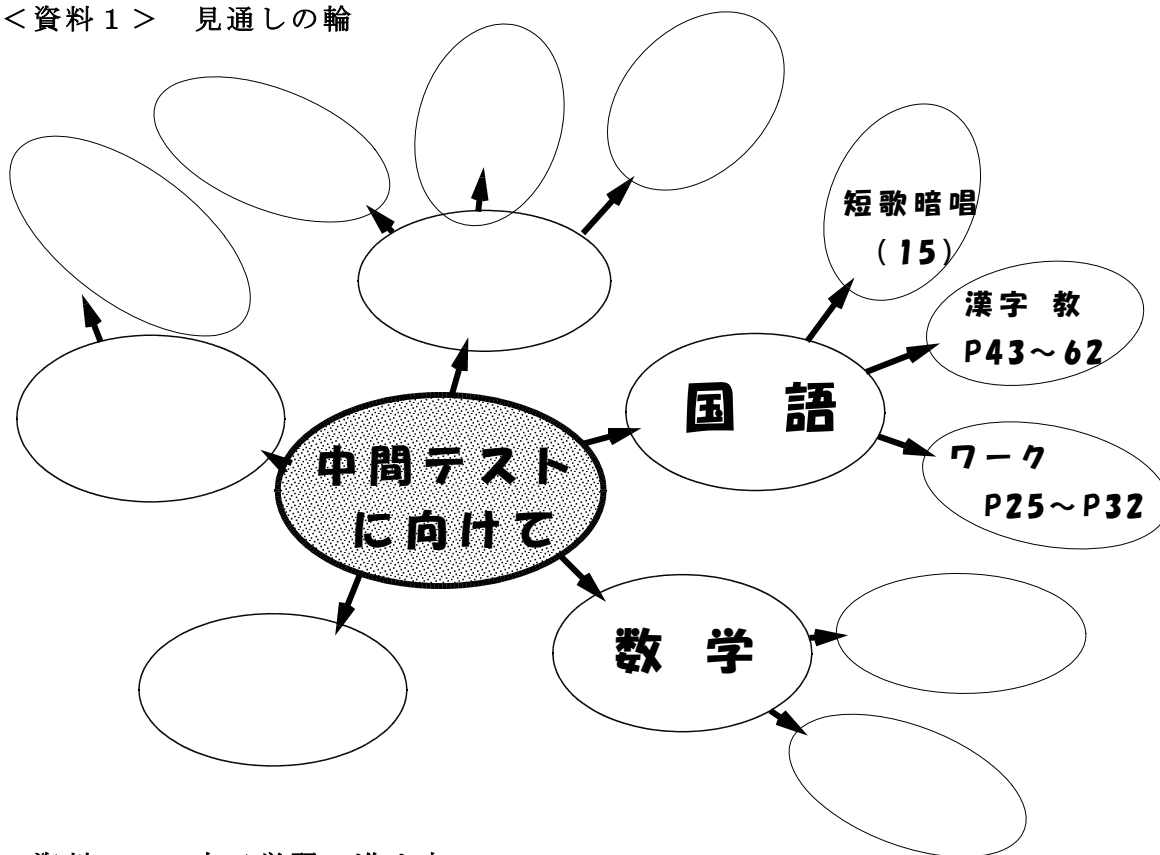 ＜資料１＞　見通しの輪
短歌暗唱
（15）
漢字 教
P43～62
国 語
ワーク
P25～P32
中間テスト
に向けて
数 学